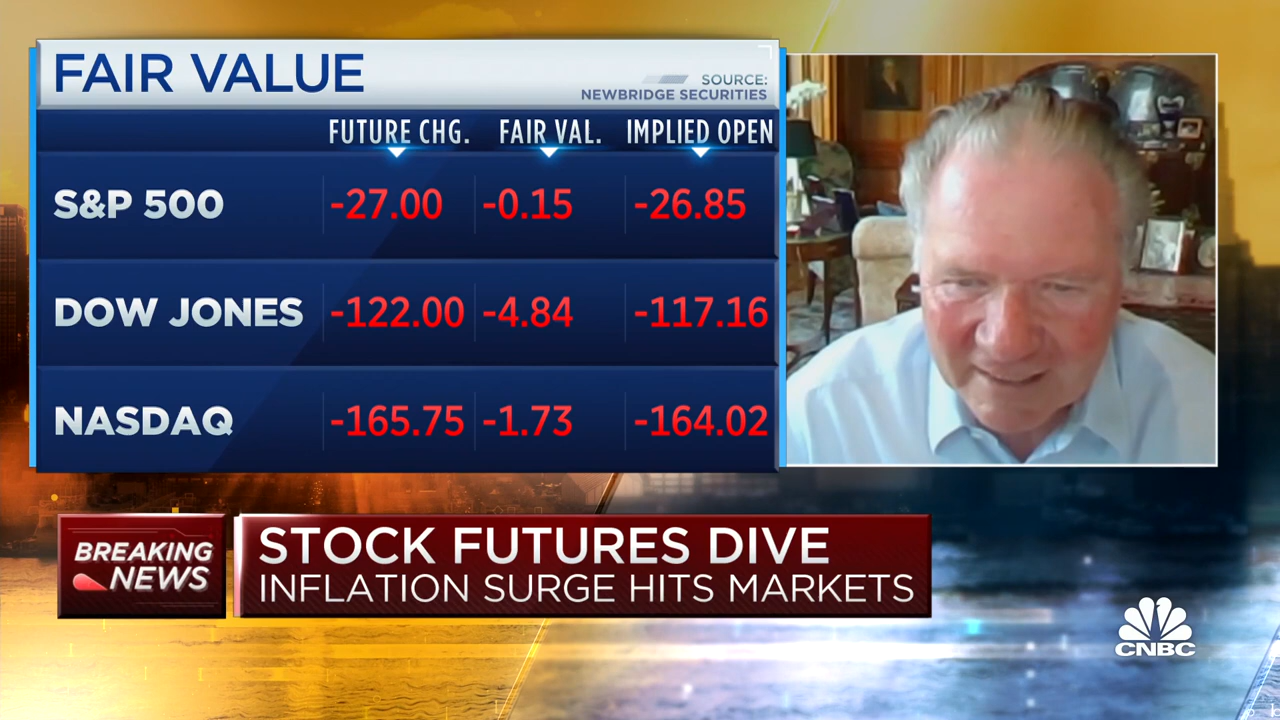 FAIR VALUE
SOURCE:
NEWBRIDGE SECURITIES
FUTURE CHG. FAIR VAL. IMPLIED OPEN
S&P 500 -27.00 -0.15 -26.85
DOW JONES -122.00 -4.84 -117.16
NASDAQ -165.75 -1.73 -164.02
BREAKING
NEWS
STOCK FUTURES DIVE
INFLATION SURGE HITS MARKETS
CNBC